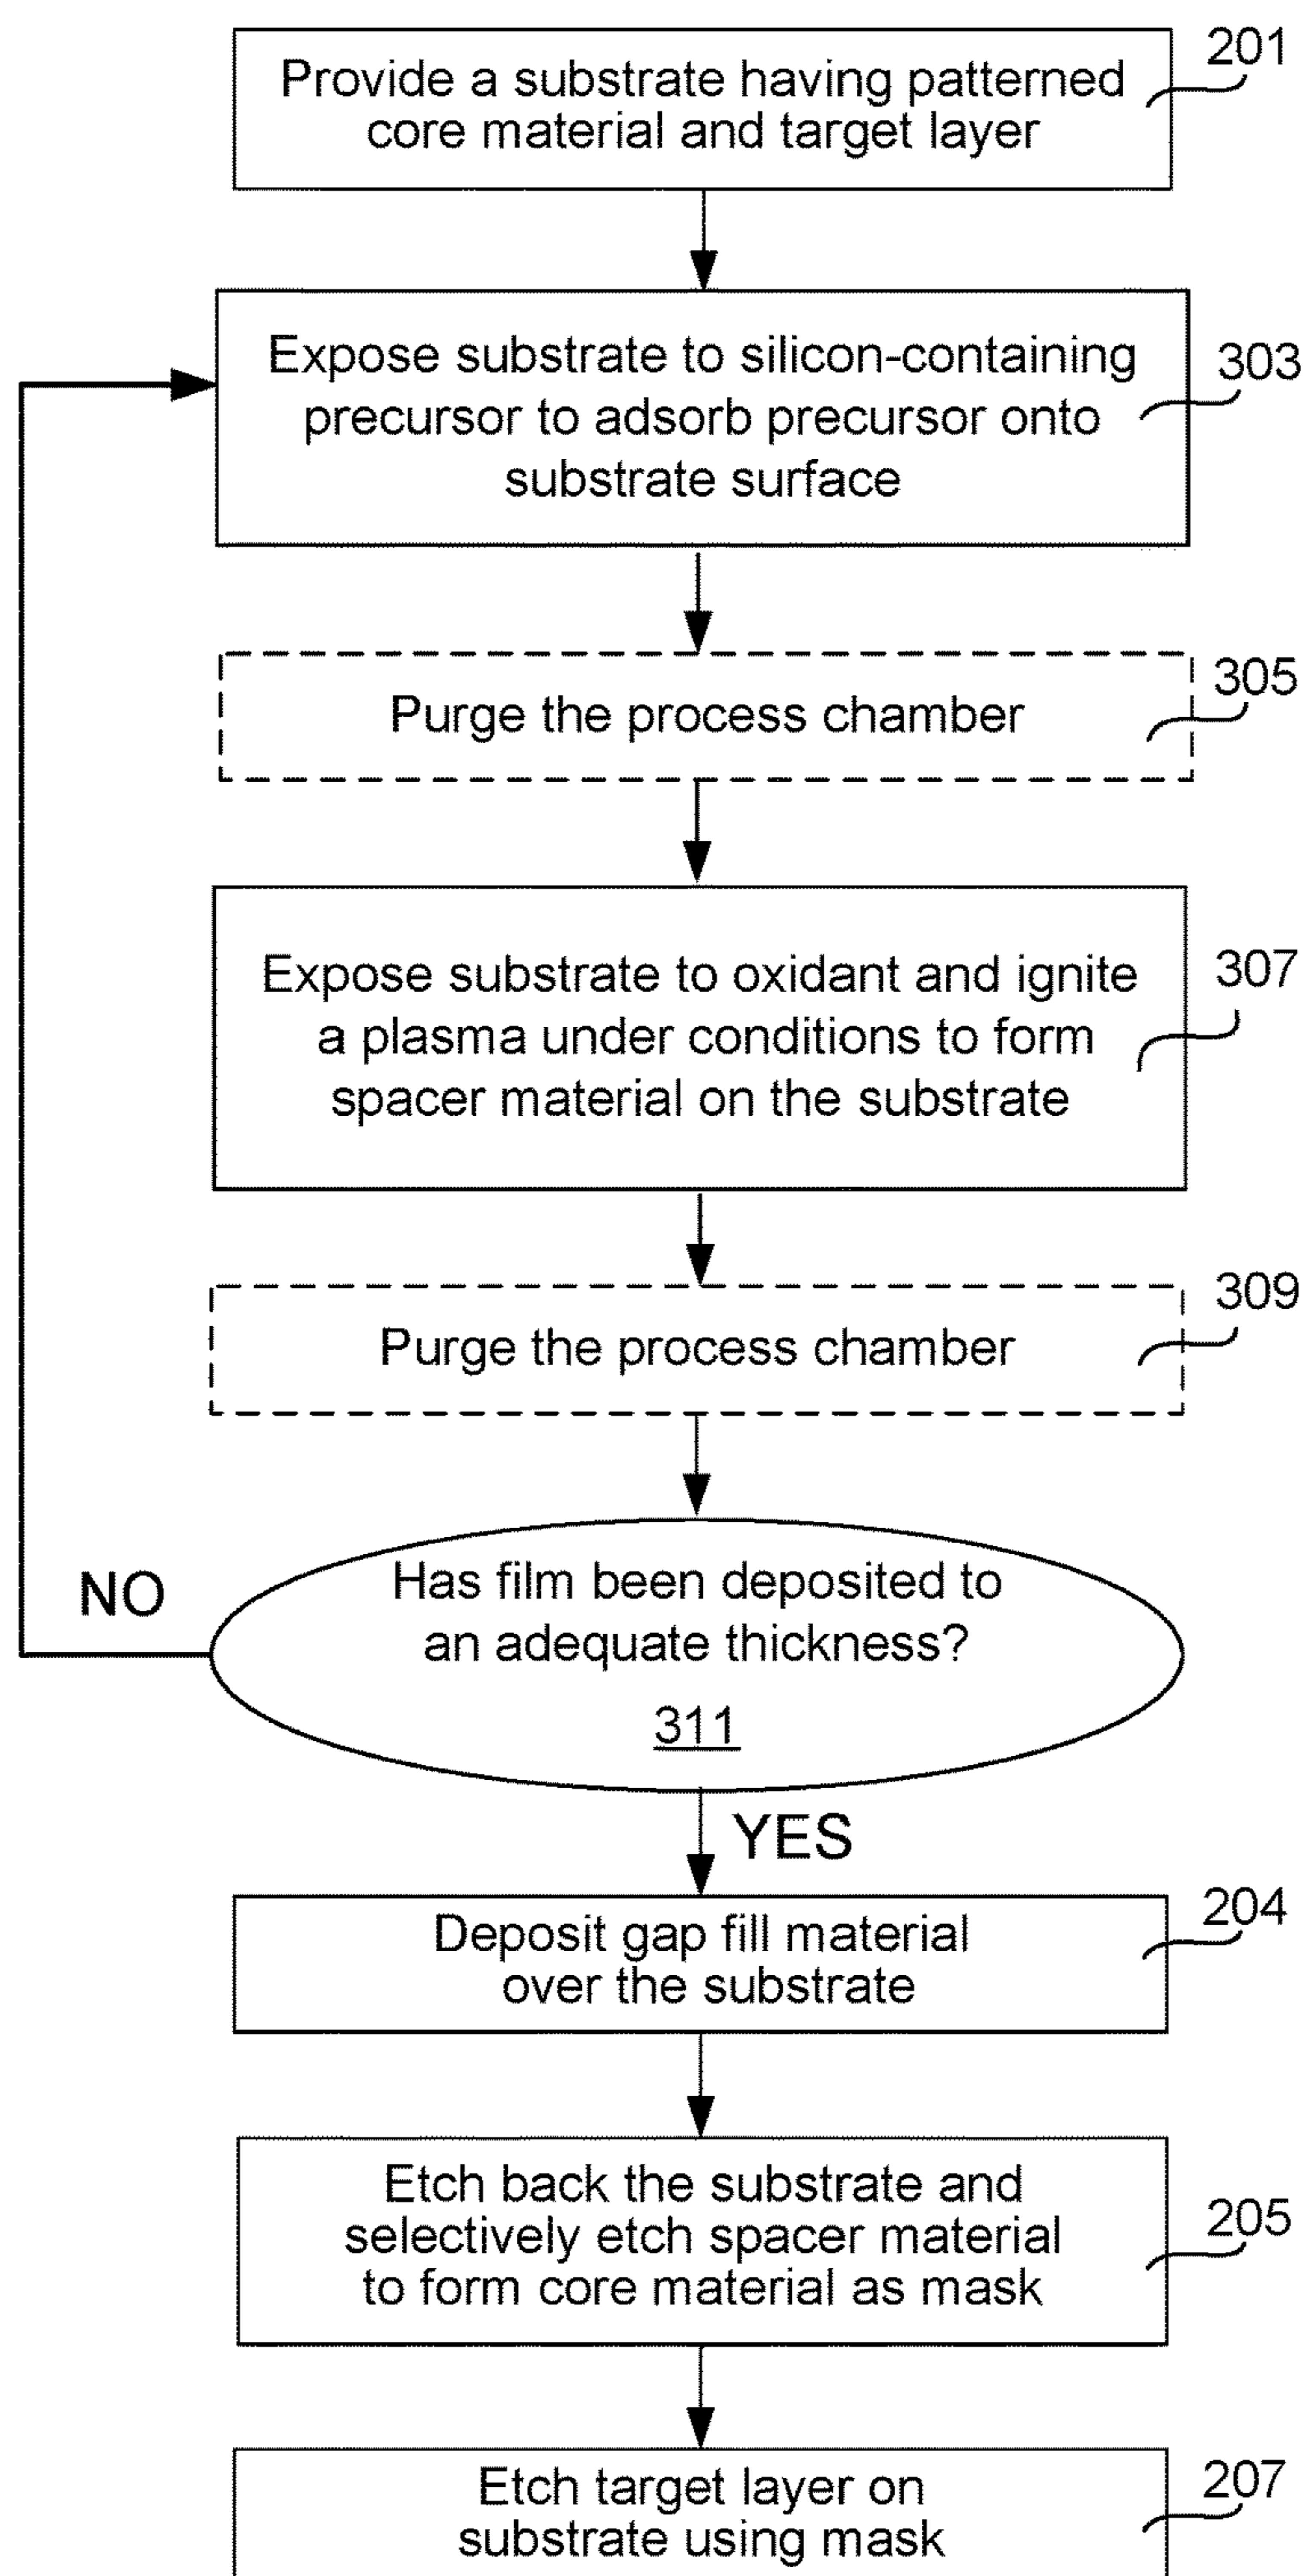 201
Provide a substrate having patterned
core material and target layer
Expose substrate to silicon-containing
303
precursor to adsorb precursor onto
substrate surface
305
Purge the process chamber
Expose substrate to oxidant and ignite
307
a plasma under conditions to form
spacer material on the substrate
309
Purge the process chamber
Has film been deposited to
NO
an adequate thickness?
311
YES
204
Deposit gap fill material
over the substrate
Etch back the substrate and
205
selectively etch spacer material
to form core material as mask
207
Etch target layer on
substrate using mask